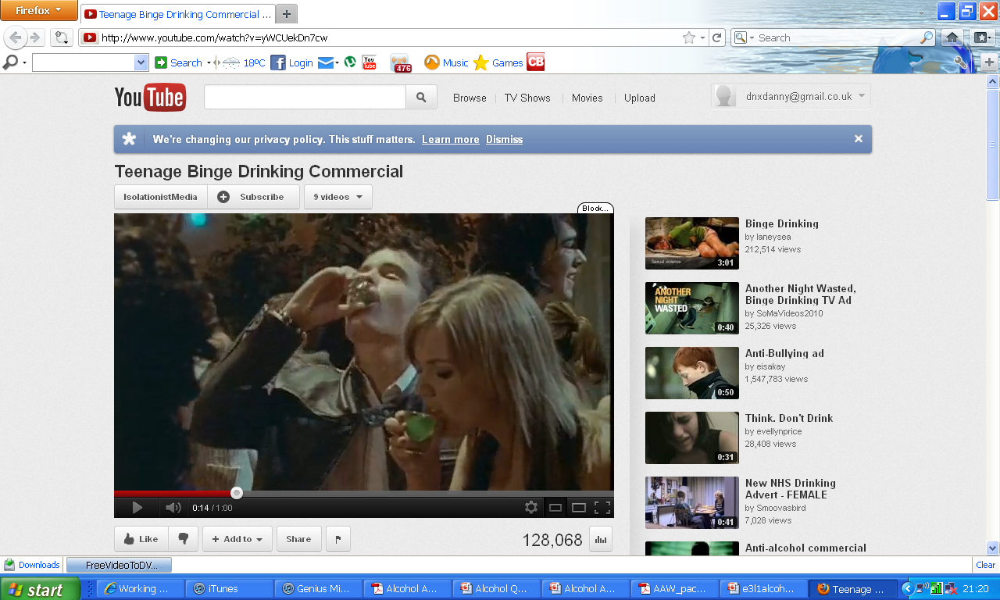 Firefox
Teenage Binge Drinking Commercial ...
http://www.youtube.com/watch?v=yWCUekDn7cw
Search
Search
18ºC
Login
You Tube
476
Music
Games
CB
YouTube
Browse
TV Shows
Movies
Upload
dnxdanny@gmail.co.uk
We're changing our privacy policy. This stuff matters. Learn more Dismiss
Teenage Binge Drinking Commercial
IsolationistMedia
Subscribe
9 videos
Block...
0:14 / 1:00
Like
Add to
Share
128,068
Sexual violence
3:01
Binge Drinking
by laneysea
212,514 views
ANOTHER
NIGHT
WASTED
0:40
Another Night Wasted,
Binge Drinking TV Ad
by SoMaVideos2010
25,326 views
0:50
Anti-Bullying ad
by eisakay
1,547,783 views
0:31
Think. Don't Drink
by evellynprice
28,408 views
0:41
New NHS Drinking
Advert - FEMALE
by Smoovasbird
7,028 views
Anti-alcohol commercial
Downloads
FreeVideoToDV...
Clear
start
Working ...
iTunes
Genius Mi...
Alcohol A...
Alcohol Q...
Alcohol A...
AAW_pac...
e3l1alcoh...
Teenage ...
21:20